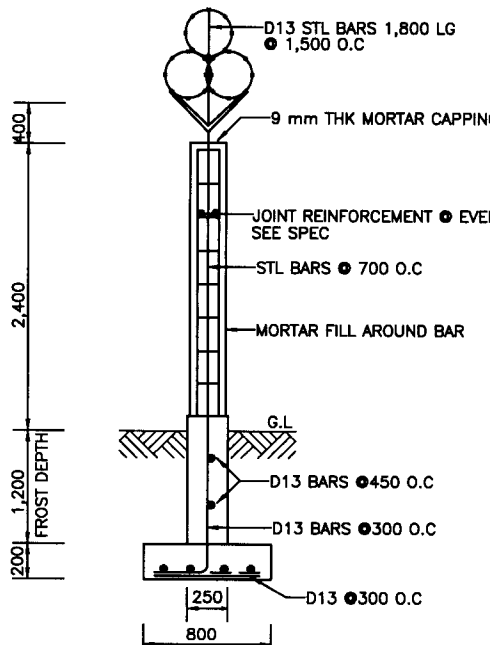 D13 STL BARS 1,800 LG
@ 1,500 O.C
400
9 mm THK MORTAR CAPPING
JOINT REINFORCEMENT @ EVE
SEE SPEC
STL BARS @ 700 O.C
2,400
MORTAR FILL AROUND BAR
G.L
1,200
FROST DEPTH
D13 BARS @450 O.C
D13 BARS @300 O.C
200
250
D13 @300 O.C
800